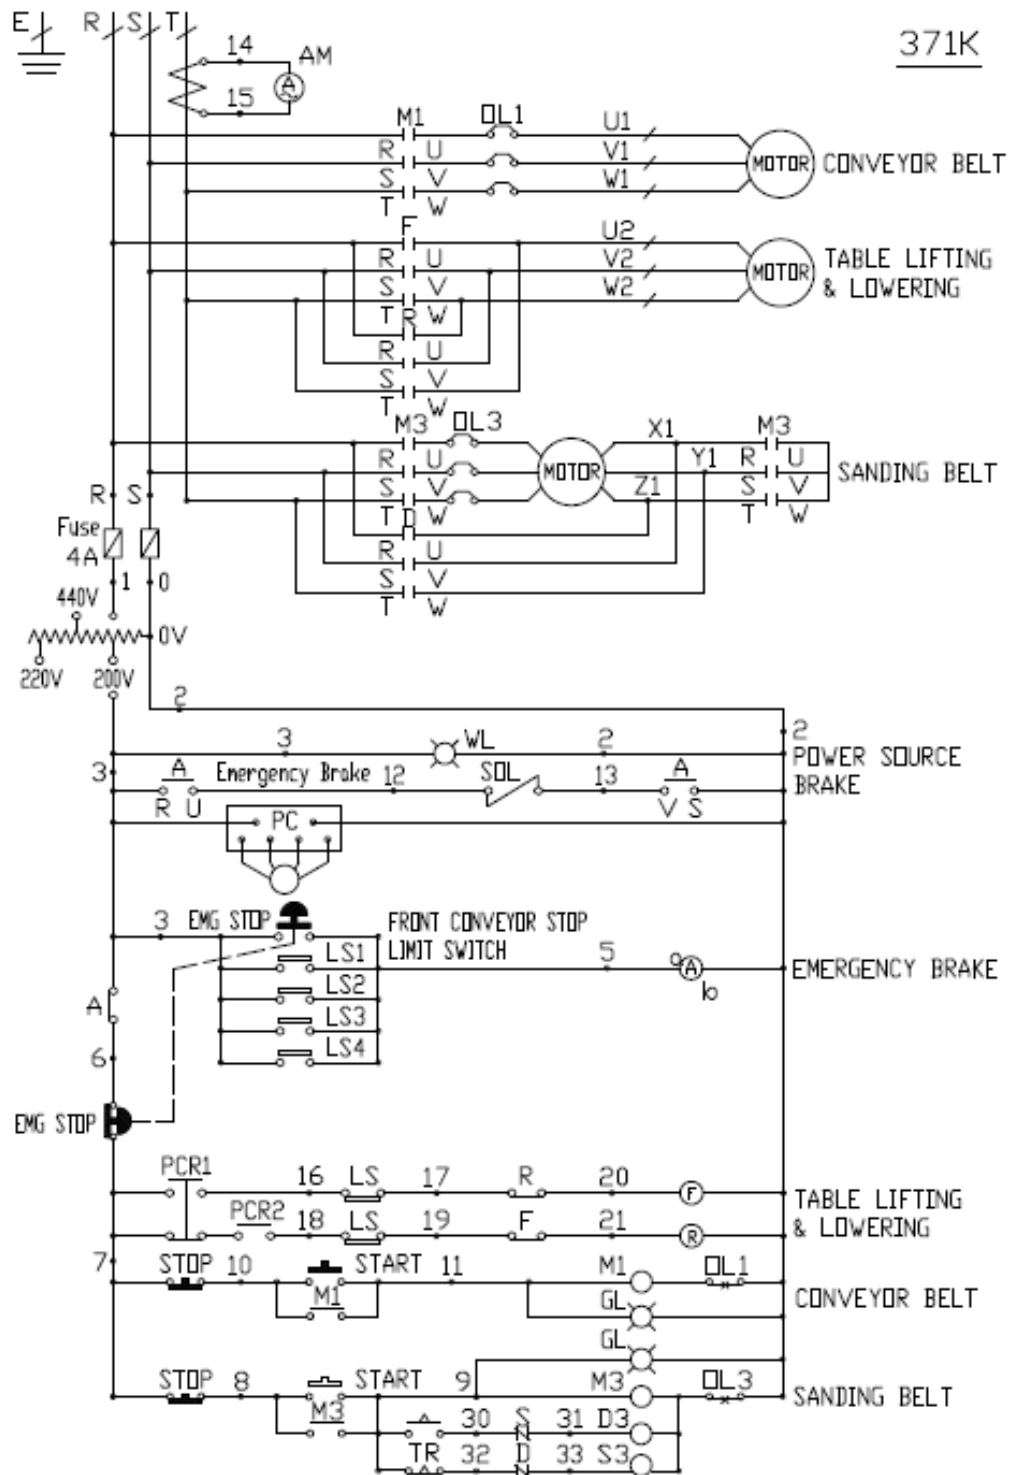 E R S T
371K
14 AM
A
15
M1 OL1 U1
R U V1 MOTOR CONVEYOR BELT
S V W1
T W
F U2
R U V2 MOTOR TABLE LIFTING
S V W2 & LOWERING
T R W
R U
S V
T W
M3 OL3 X1 M3
R U MOTOR Y1 R U SANDING BELT
S V Z1 S V
T D W T W
R S
Fuse R U
4A S V
1 0 T W
440V
0V
220V 200V
2
3 WL 2 2 POWER SOURCE
3 A Emergency Brake 12 SOL 13 A BRAKE
R U V S
PC
3 EMG STOP FRONT CONVEYOR STOP
LIMIT SWITCH
LS1 5 A EMERGENCY BRAKE
lo
A LS2
LS3
6 LS4
EMG STOP
PCR1 16 LS 17 R 20 F TABLE LIFTING
PCR2 18 LS 19 F 21 R & LOWERING
7 STOP 10 START 11 M1 OL1
M1 GL CONVEYOR BELT
GL
STOP 8 START 9 M3 OL3 SANDING BELT
M3 30 S 31 D3
TR 32 D 33 S3